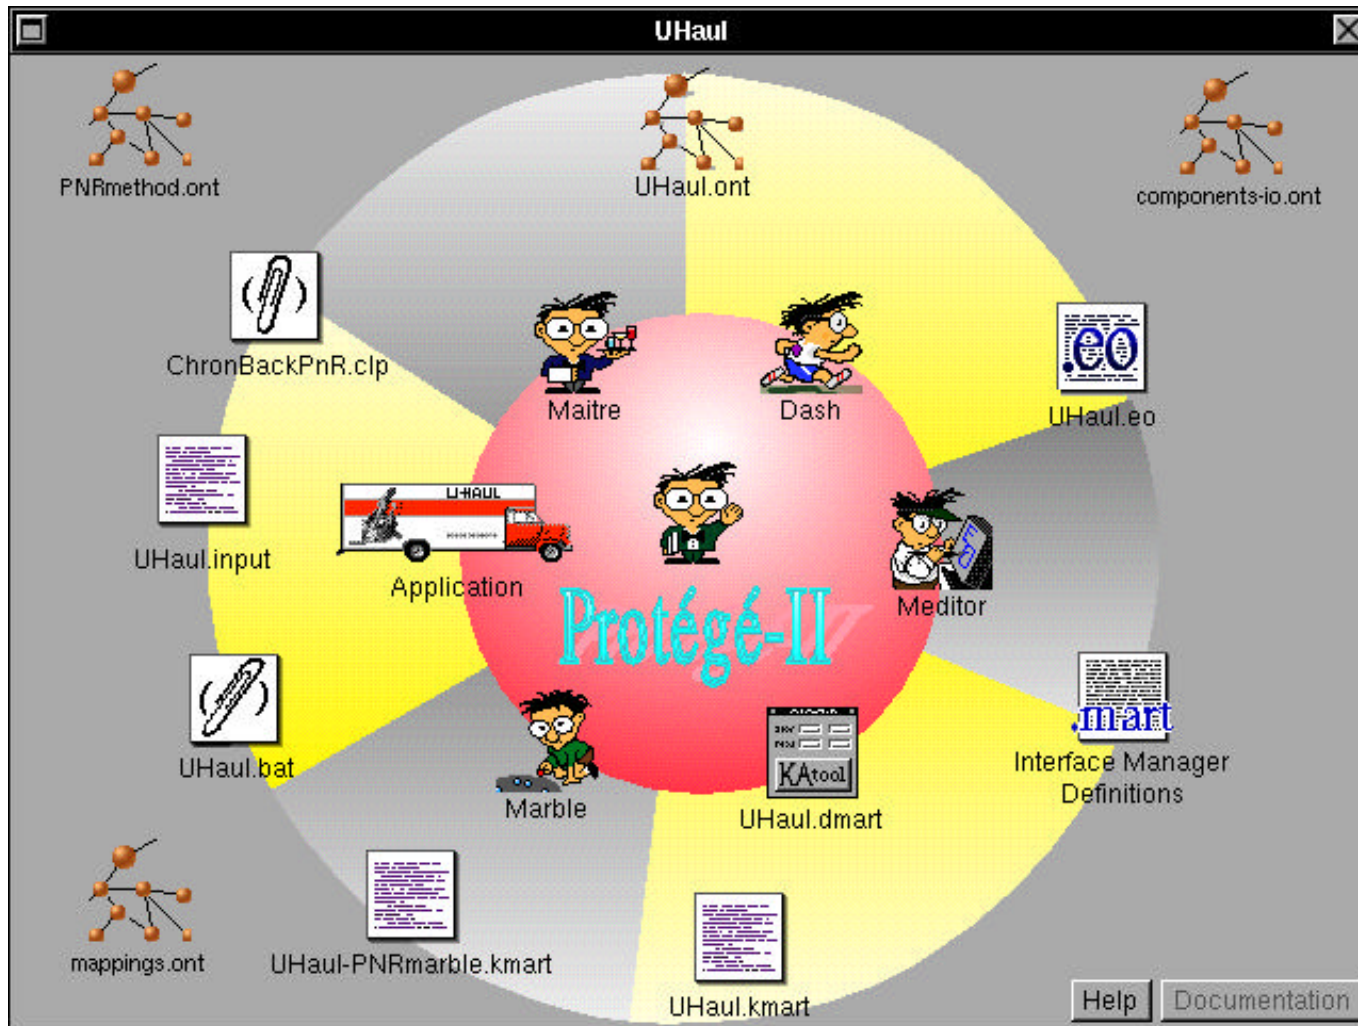 UHaul
PNRmethod.ont
UHaul.ont
components-io.ont
ChronBackPnR.clp
Maitre
Dash
.eo
UHaul.eo
UHaul.input
U-HAUL
Application
Meditor
Protégé-II
UHaul.bat
Marble
KAtool
UHaul.dmart
.mart
Interface Manager
Definitions
mappings.ont
UHaul-PNRmarble.kmart
UHaul.kmart
Help
Documentation